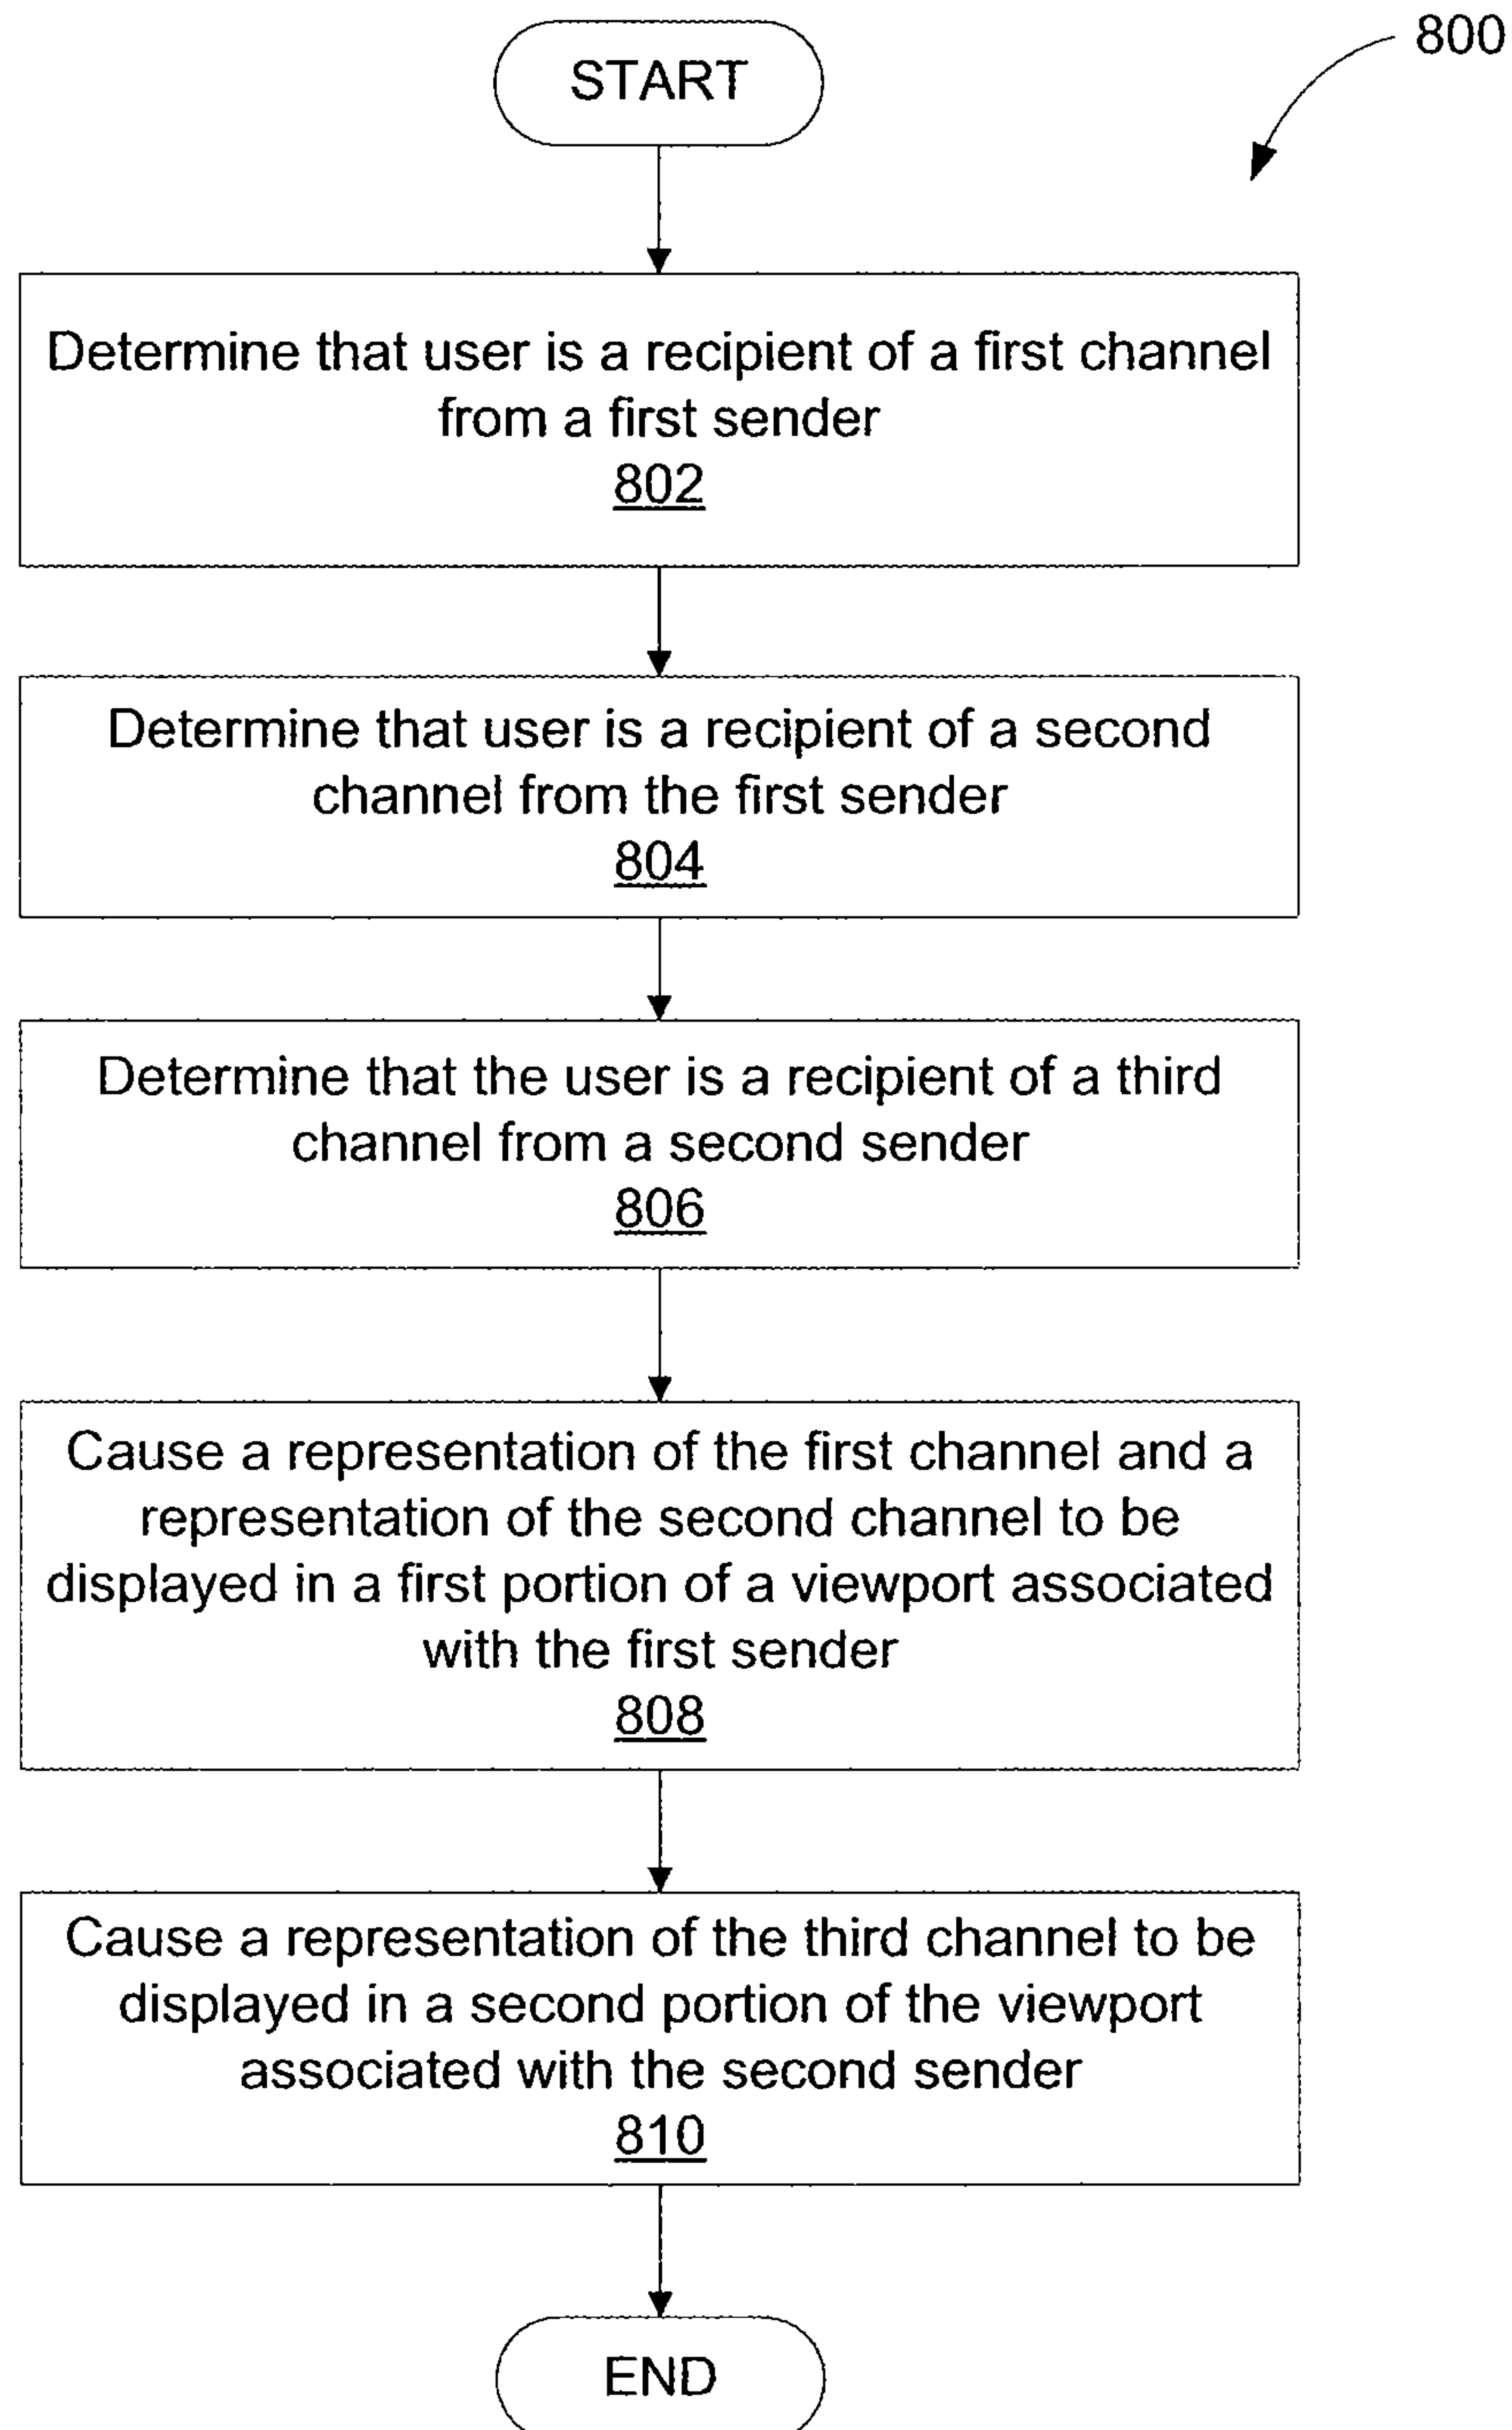 START
800
Determine that user is a recipient of a first channel
from a first sender
802
Determine that user is a recipient of a second
channel from the first sender
804
Determine that the user is a recipient of a third
channel from a second sender
806
Cause a representation of the first channel and a
representation of the second channel to be
displayed in a first portion of a viewport associated
with the first sender
808
Cause a representation of the third channel to be
displayed in a second portion of the viewport
associated with the second sender
810
END